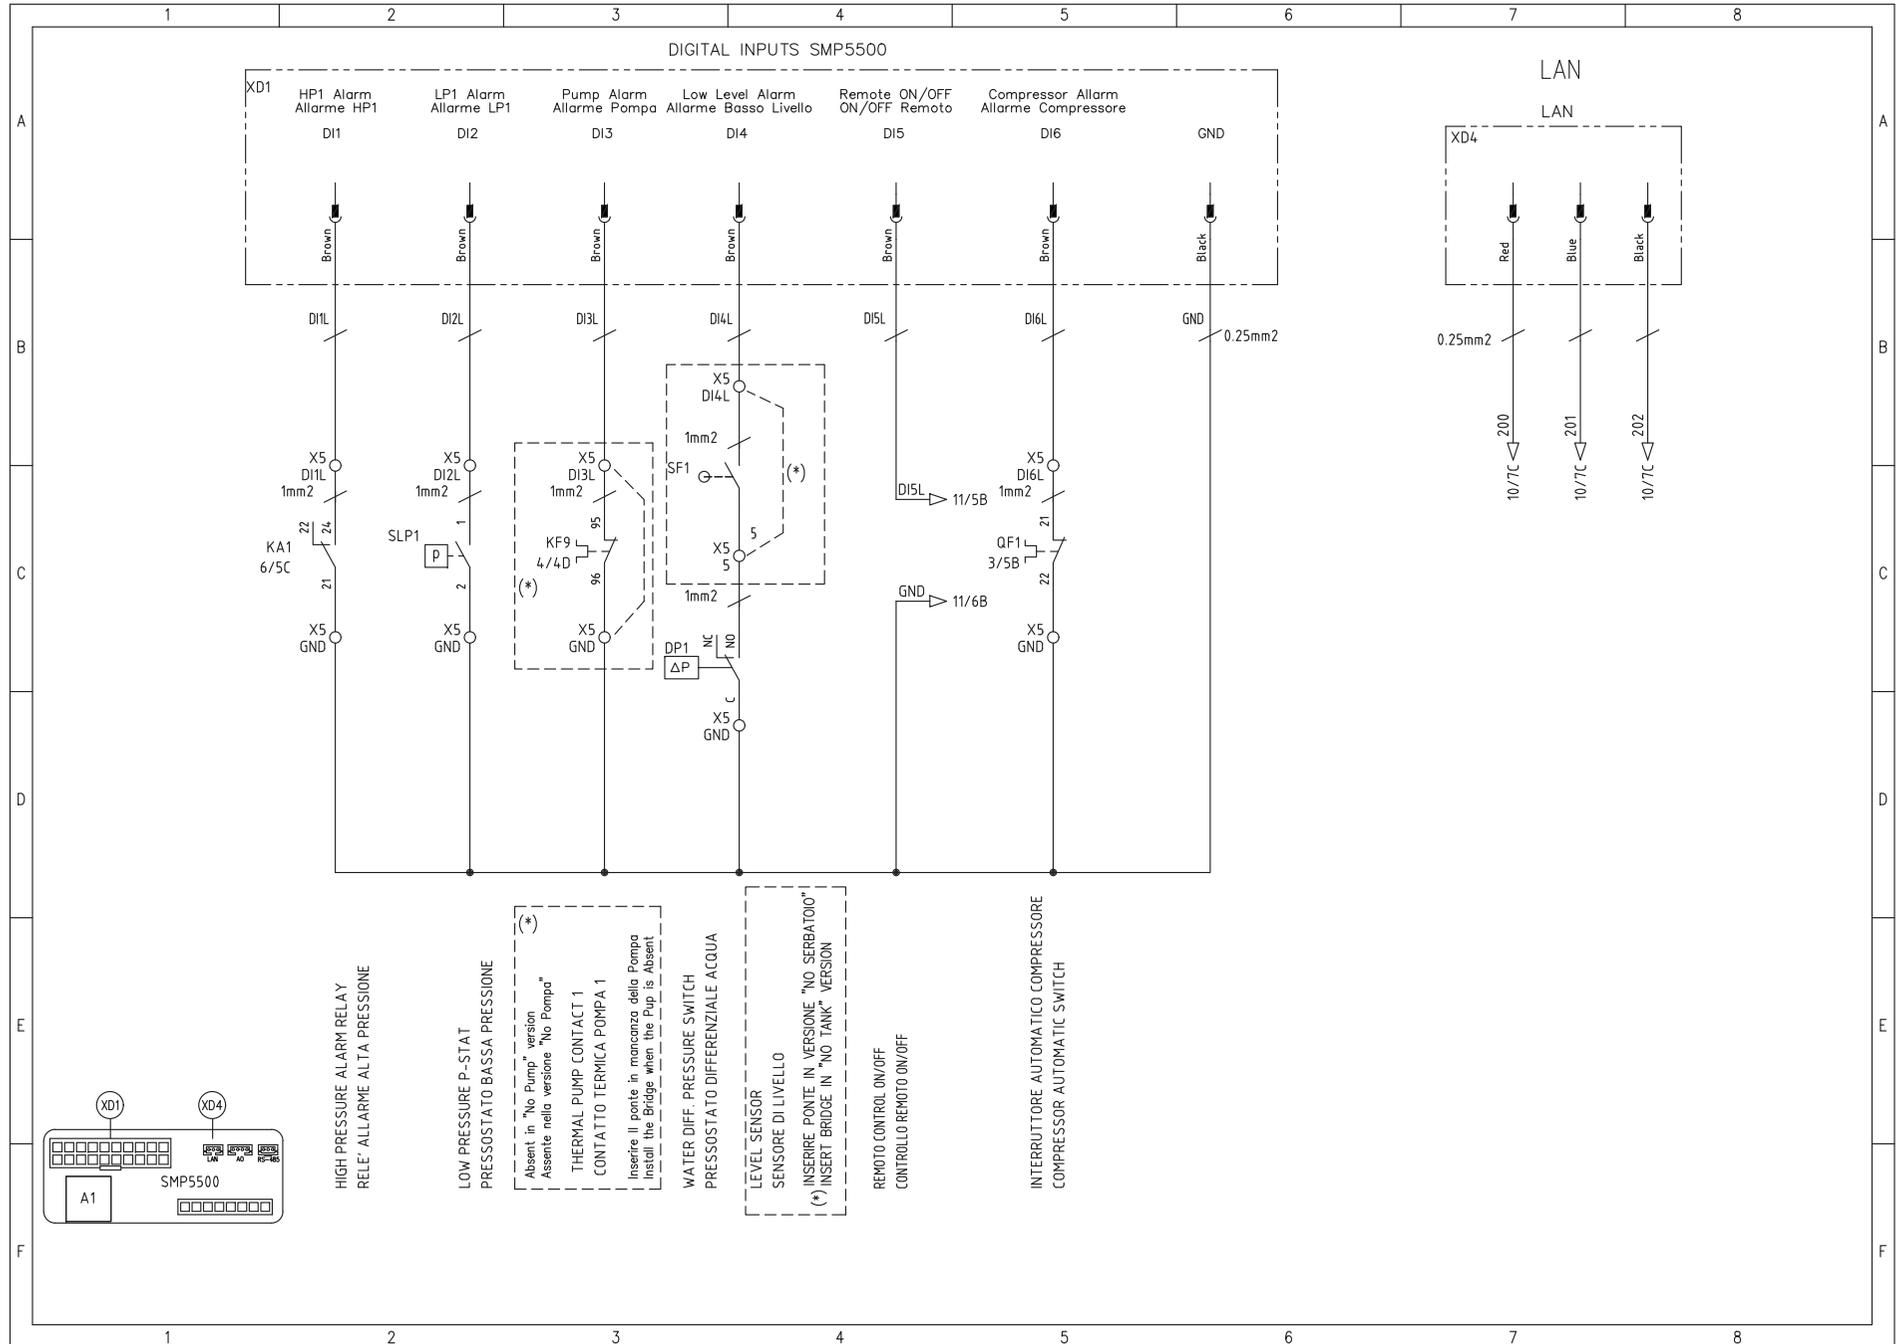 1 2 3 4 5 6 7 8
DIGITAL INPUTS SMP5500
LAN
XD1
HP1 Alarm
Allarme HP1
DI1
LP1 Alarm
Allarme LP1
DI2
Pump Alarm
Allarme Pompa
DI3
Low Level Alarm
Allarme Basso Livello
DI4
Remote ON/OFF
ON/OFF Remoto
DI5
Compressor Allarm
Allarme Compressore
DI6
GND
LAN
XD4
A A
Brown Brown Brown Brown Brown Brown Black
Red Blue Black
DI1L DI2L DI3L DI4L DI5L DI6L GND
0.25mm2
0.25mm2
B B
200 201 202
10/7C 10/7C 10/7C
X5
DI1L
1mm2
22 24
KA1
6/5C
21
X5
GND
X5
DI2L
1mm2
1
SLP1
P
2
X5
GND
X5
DI3L
1mm2
95
KF9
4/4D
96
(*)
X5
GND
X5
DI4L
1mm2
SF1
(*)
5
X5
5
1mm2
NC NO
DP1
ΔP
C
X5
GND
DI5L
11/5B
GND
11/6B
X5
DI6L
1mm2
21
QF1
3/5B
22
X5
GND
C C
D D
HIGH PRESSURE ALARM RELAY
RELE' ALLARME ALTA PRESSIONE
LOW PRESSURE P-STAT
PRESSOSTATO BASSA PRESSIONE
(*)
Absent in "No Pump" version
Assente nella versione "No Pompa"
THERMAL PUMP CONTACT 1
CONTATTO TERMICA POMPA 1
Inserire Il ponte in mancanza della Pompa
Install the Bridge when the Pup is Absent
WATER DIFF. PRESSURE SWITCH
PRESSOSTATO DIFFERENZIALE ACQUA
LEVEL SENSOR
SENSORE DI LIVELLO
INSERIRE PONTE IN VERSIONE "NO SERBATOIO"
(*) INSERT BRIDGE IN "NO TANK" VERSION
REMOTO CONTROL ON/OFF
CONTROLLO REMOTO ON/OFF
INTERRUTTORE AUTOMATICO COMPRESSORE
COMPRESSOR AUTOMATIC SWITCH
E E
XD1 XD4
LAN AO RS-485
SMP5500
A1
F F
1 2 3 4 5 6 7 8